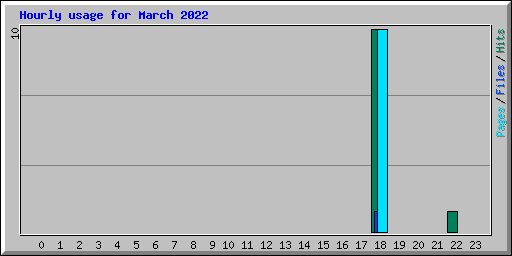 Hourly usage for March 2022
10
Pages/Files/Hits
0 1 2 3 4 5 6 7 8 9 10 11 12 13 14 15 16 17 18 19 20 21 22 23